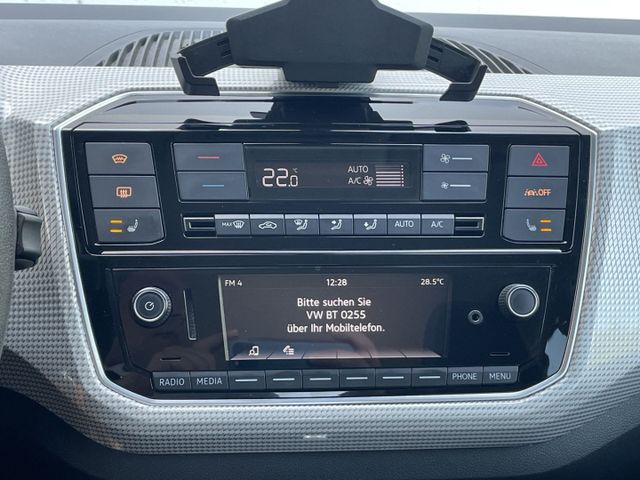 22.0 °C
AUTO
A/C
OFF
MAX
AUTO
A/C
FM 4
12:28
28.5°C
Bitte suchen Sie
VW BT 0255
über Ihr Mobiltelefon.
RADIO
MEDIA
PHONE
MENU